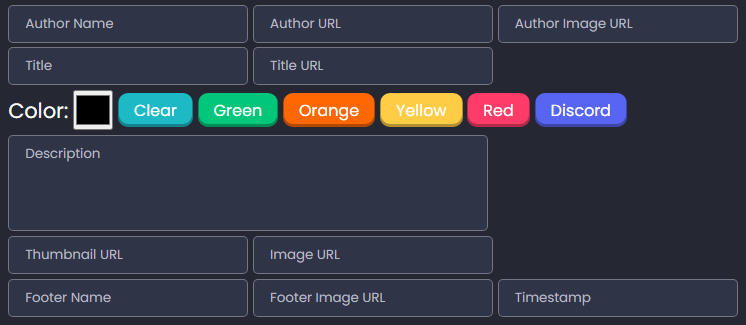 Author Name Author URL Author Image URL
Title Title URL
Color: Clear Green Orange Yellow Red Discord
Description
Thumbnail URL Image URL
Footer Name Footer Image URL Timestamp